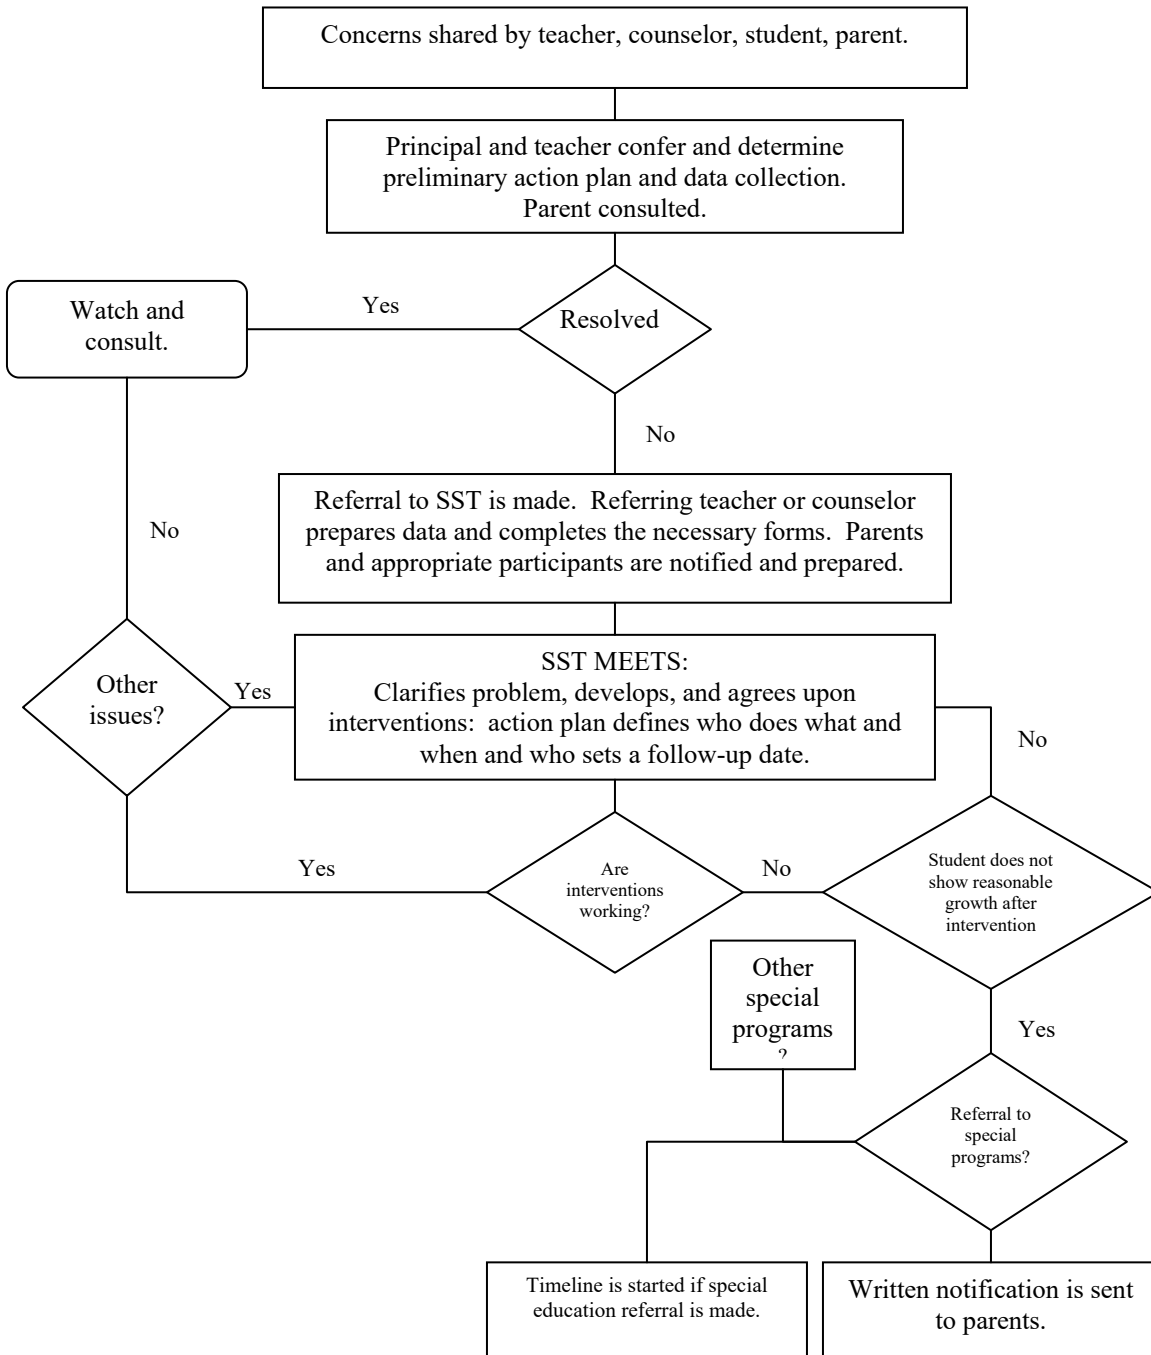 Concerns shared by teacher, counselor, student, parent.
Principal and teacher confer and determine
preliminary action plan and data collection.
Parent consulted.
Watch and
consult.
Yes
Resolved
No
Referral to SST is made.  Referring teacher or counselor
prepares data and completes the necessary forms.  Parents
and appropriate participants are notified and prepared.
No
Other
issues?
Yes
SST MEETS:
Clarifies problem, develops, and agrees upon
interventions:  action plan defines who does what and
when and who sets a follow-up date.
No
Yes
Are
interventions
working?
No
Student does not
show reasonable
growth after
intervention
Other
special
programs
?
Yes
Referral to
special
programs?
Timeline is started if special
education referral is made.
Written notification is sent
to parents.